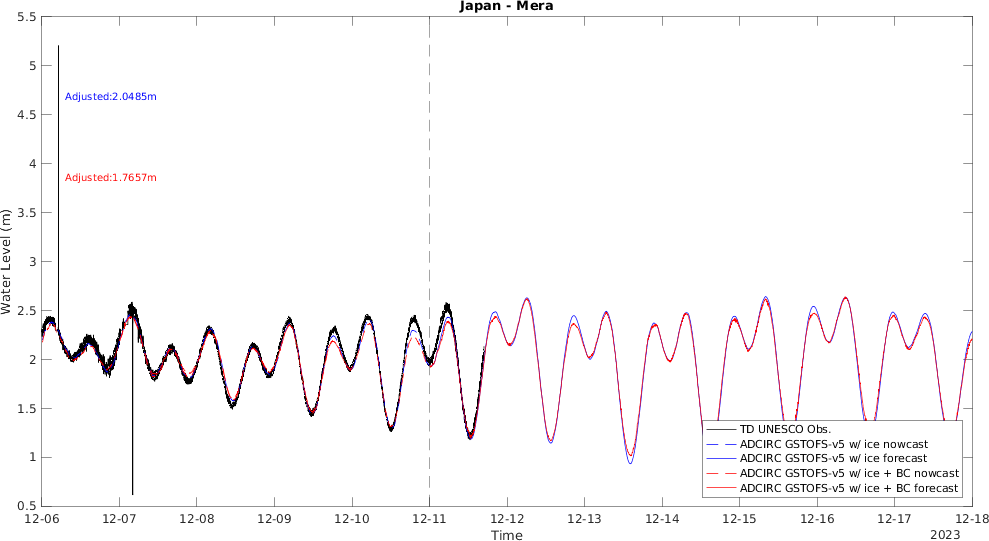 Japan - Mera
5.5
5
4.5
4
3.5
3
2.5
2
1.5
1
0.5
Water Level (m)
Adjusted:2.0485m
Adjusted:1.7657m
TD UNESCO Obs.
ADCIRC GSTOFS-v5 w/ ice nowcast
ADCIRC GSTOFS-v5 w/ ice forecast
ADCIRC GSTOFS-v5 w/ ice + BC nowcast
ADCIRC GSTOFS-v5 w/ ice + BC forecast
12-06 12-07 12-08 12-09 12-10 12-11 12-12 12-13 12-14 12-15 12-16 12-17 12-18
Time
2023